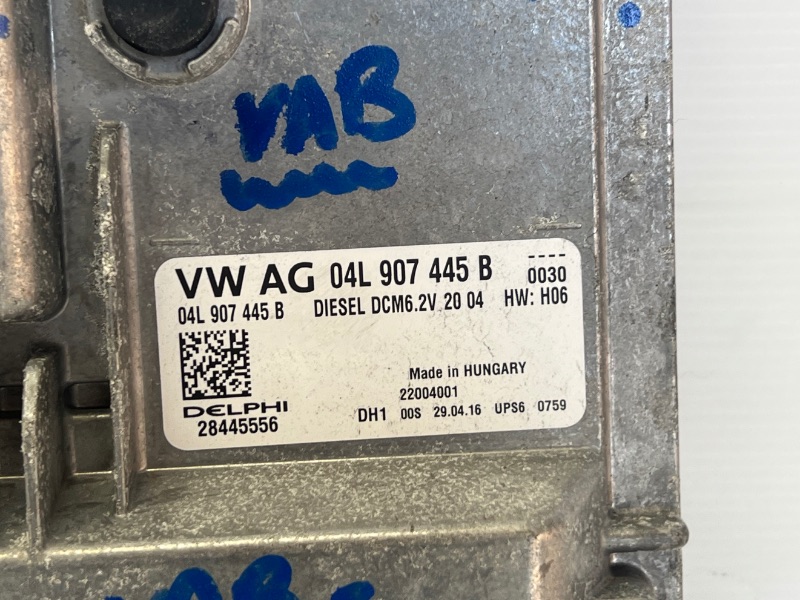 VAB
VW AG 04L 907 445 B ----
04L 907 445 B DIESEL DCM6.2V 20 04 0030
HW: H06
Made in HUNGARY
22004001
DELPHI DH1 00S 29.04.16 UPS6 0759
28445556
VAB